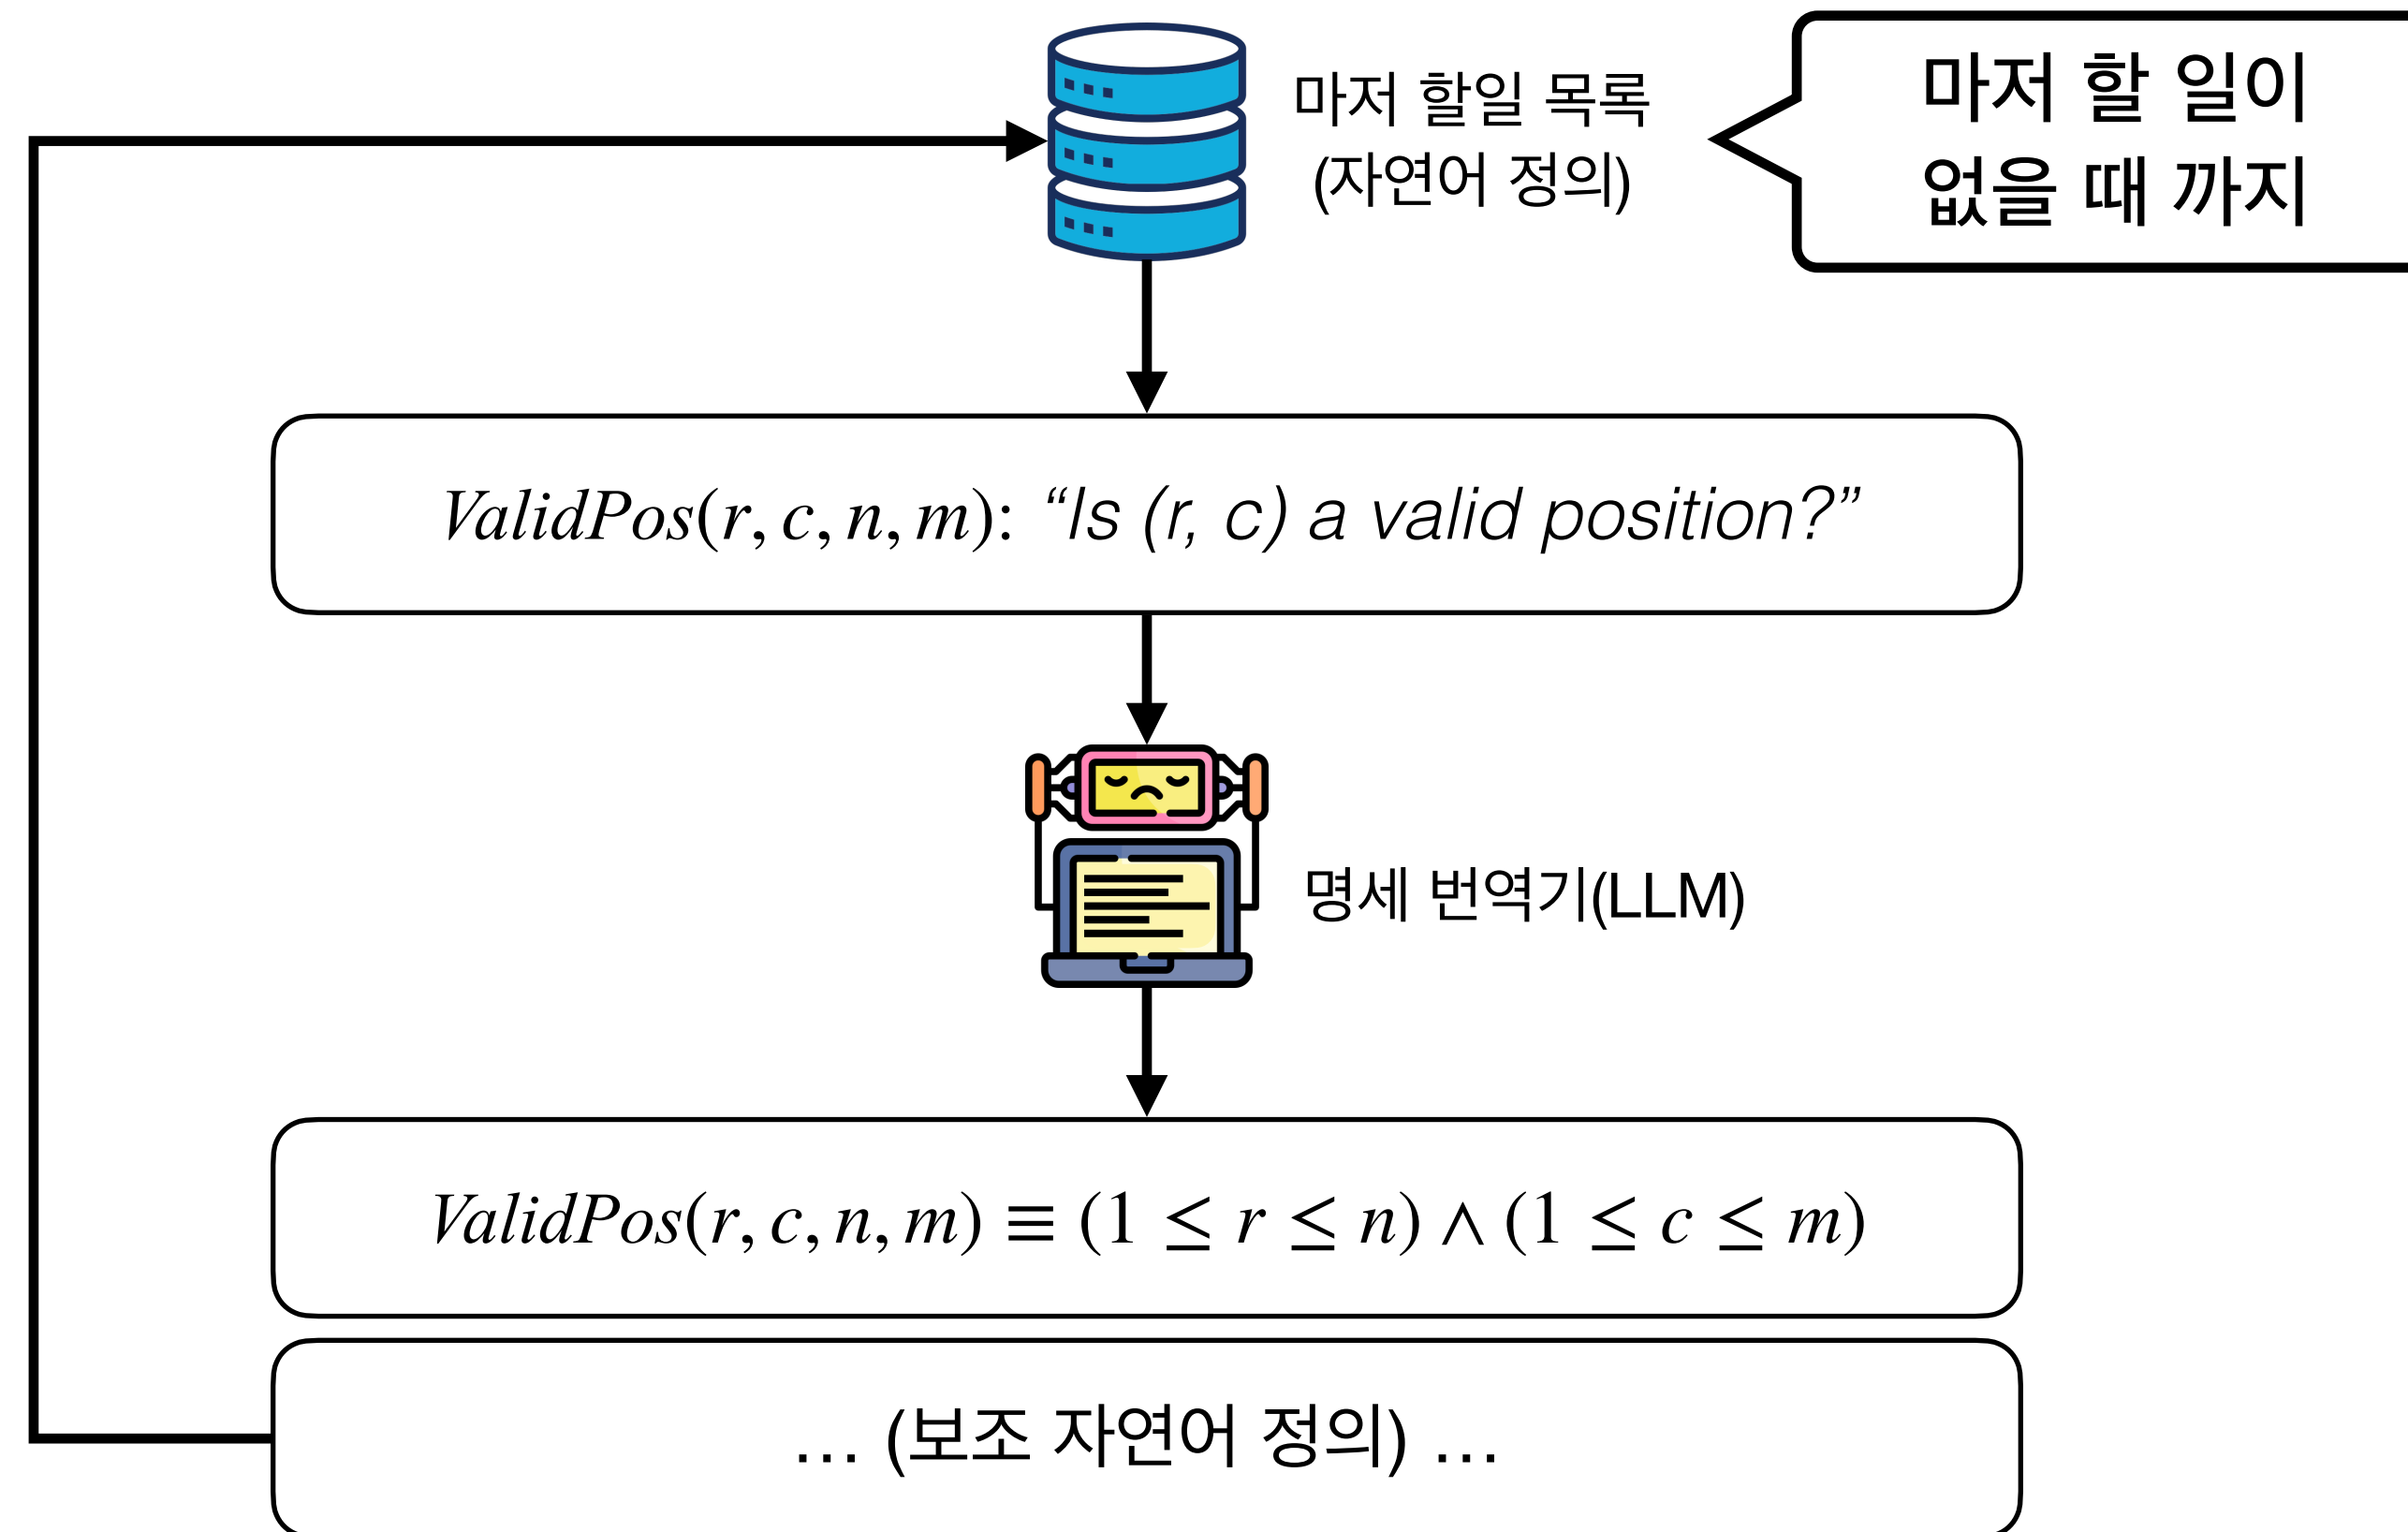 마저 할일 목록
(자연어 정의)
마저 할 일이
없을 때 까지
ValidPos(r, c, n, m): “Is (r, c) a valid position?”
명세 번역기(LLM)
ValidPos(r, c, n, m) ≡ (1 ≤ r ≤ n) ∧ (1 ≤ c ≤ m)
... (보조 자연어 정의) ...